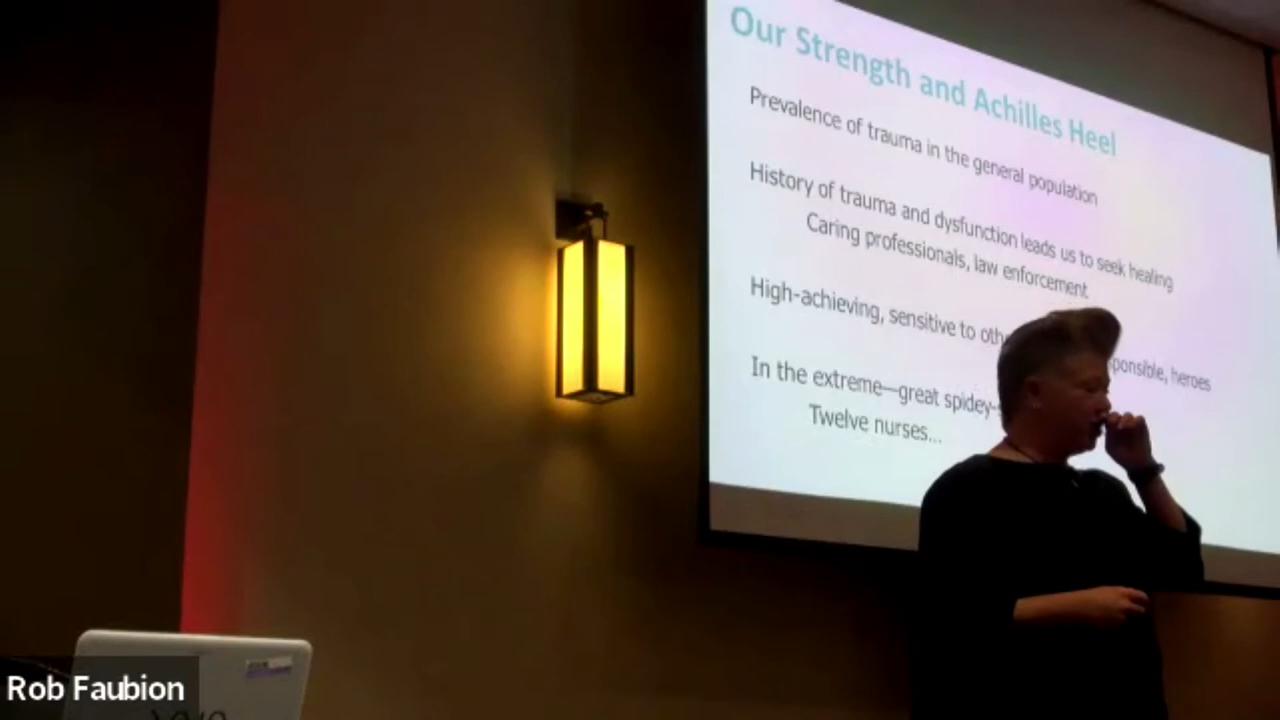 Our Strength and Achilles Heel
Prevalence of trauma in the general population
History of trauma and dysfunction leads us to seek healing
Caring professionals, law enforcement
High-achieving, sensitive to oth ponsible, heroes
In the extreme—great spidey-
Twelve nurses...
Rob Faubion